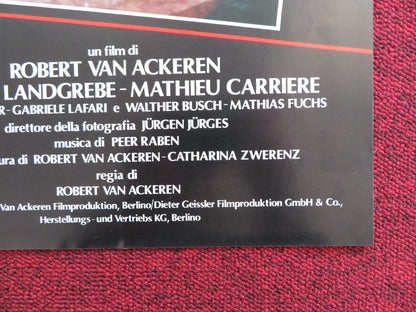 un film di
ROBERT VAN ACKEREN
LANDGREBE - MATHIEU CARRIERE
- GABRIELE LAFARI e WALTHER BUSCH - MATHIAS FUCHS
direttore della fotografia JÜRGEN JÜRGES
musica di PEER RABEN
di ROBERT VAN ACKEREN - CATHARINA ZWERENZ
regia di
ROBERT VAN ACKEREN
Van Ackeren Filmproduktion, Berlino/Dieter Geissler Filmproduktion GmbH & Co.,
Herstellungs - und Vertriebs KG, Berlino